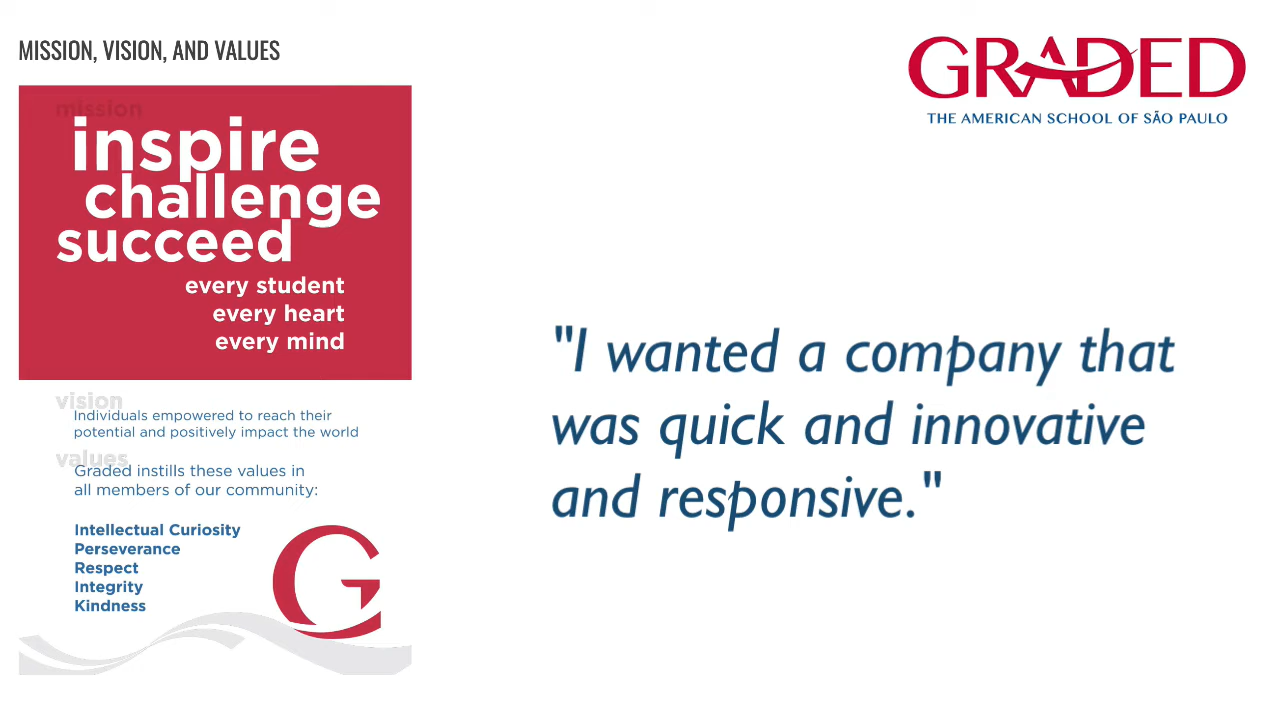 MISSION, VISION, AND VALUES
mission
inspire
challenge
succeed
every student
every heart
every mind
vision
Individuals empowered to reach their
potential and positively impact the world
values
Graded instills these values in
all members of our community:
Intellectual Curiosity
Perseverance
Respect
Integrity
Kindness
G
GRADED
THE AMERICAN SCHOOL OF SÃO PAULO
"I wanted a company that
was quick and innovative
and responsive."